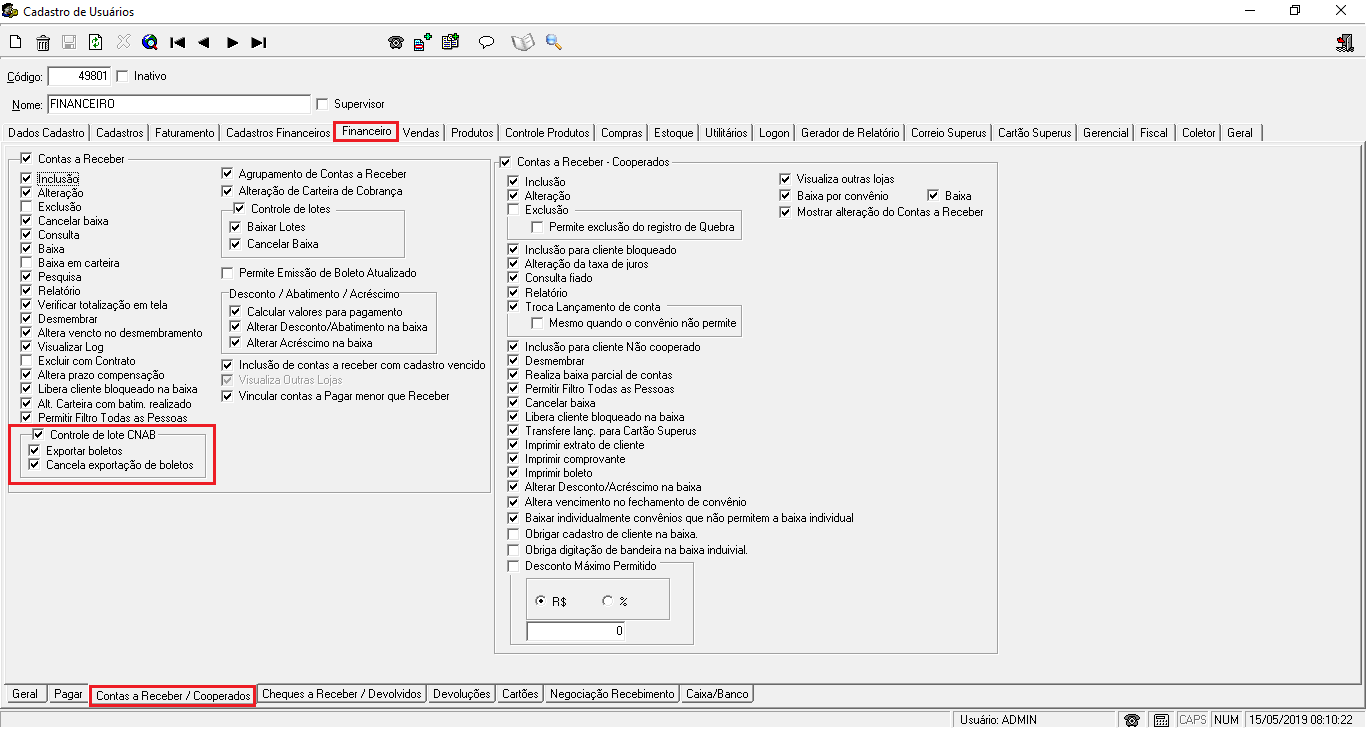 Cadastro de Usuários
Código: 49801 Inativo
Nome: FINANCEIRO Supervisor
Dados Cadastro Cadastros Faturamento Cadastros Financeiros Financeiro Vendas Produtos Controle Produtos Compras Estoque Utilitários Logon Gerador de Relatório Correio Superus Cartão Superus Gerencial Fiscal Coletor Geral
Contas a Receber
Inclusão
Alteração
Exclusão
Cancelar baixa
Consulta
Baixa
Baixa em carteira
Pesquisa
Relatório
Verificar totalização em tela
Desmembrar
Altera vencto no desmembramento
Visualizar Log
Excluir com Contrato
Altera prazo compensação
Libera cliente bloqueado na baixa
Alt. Carteira com batim. realizado
Permitir Filtro Todas as Pessoas
Controle de lote CNAB
Exportar boletos
Cancela exportação de boletos
Agrupamento de Contas a Receber
Alteração de Carteira de Cobrança
Controle de lotes
Baixar Lotes
Cancelar Baixa
Permite Emissão de Boleto Atualizado
Desconto / Abatimento / Acréscimo
Calcular valores para pagamento
Alterar Desconto/Abatimento na baixa
Alterar Acréscimo na baixa
Inclusão de contas a receber com cadastro vencido
Visualiza Outras Lojas
Vincular contas a Pagar menor que Receber
Contas a Receber - Cooperados
Inclusão
Alteração
Exclusão
Permite exclusão do registro de Quebra
Inclusão para cliente bloqueado
Alteração da taxa de juros
Consulta fiado
Relatório
Troca Lançamento de conta
Mesmo quando o convênio não permite
Inclusão para cliente Não cooperado
Desmembrar
Realiza baixa parcial de contas
Permitir Filtro Todas as Pessoas
Cancelar baixa
Libera cliente bloqueado na baixa
Transfere lanç. para Cartão Superus
Imprimir extrato de cliente
Imprimir comprovante
Imprimir boleto
Alterar Desconto/Acréscimo na baixa
Altera vencimento no fechamento de convênio
Baixar individualmente convênios que não permitem a baixa individual
Obrigar cadastro de cliente na baixa.
Obriga digitação de bandeira na baixa induivial.
Desconto Máximo Permitido
R$ %
0
Visualiza outras lojas
Baixa por convênio Baixa
Mostrar alteração do Contas a Receber
Geral Pagar Contas a Receber / Cooperados Cheques a Receber / Devolvidos Devoluções Cartões Negociação Recebimento Caixa/Banco
Usuário: ADMIN CAPS NUM 15/05/2019 08:10:22